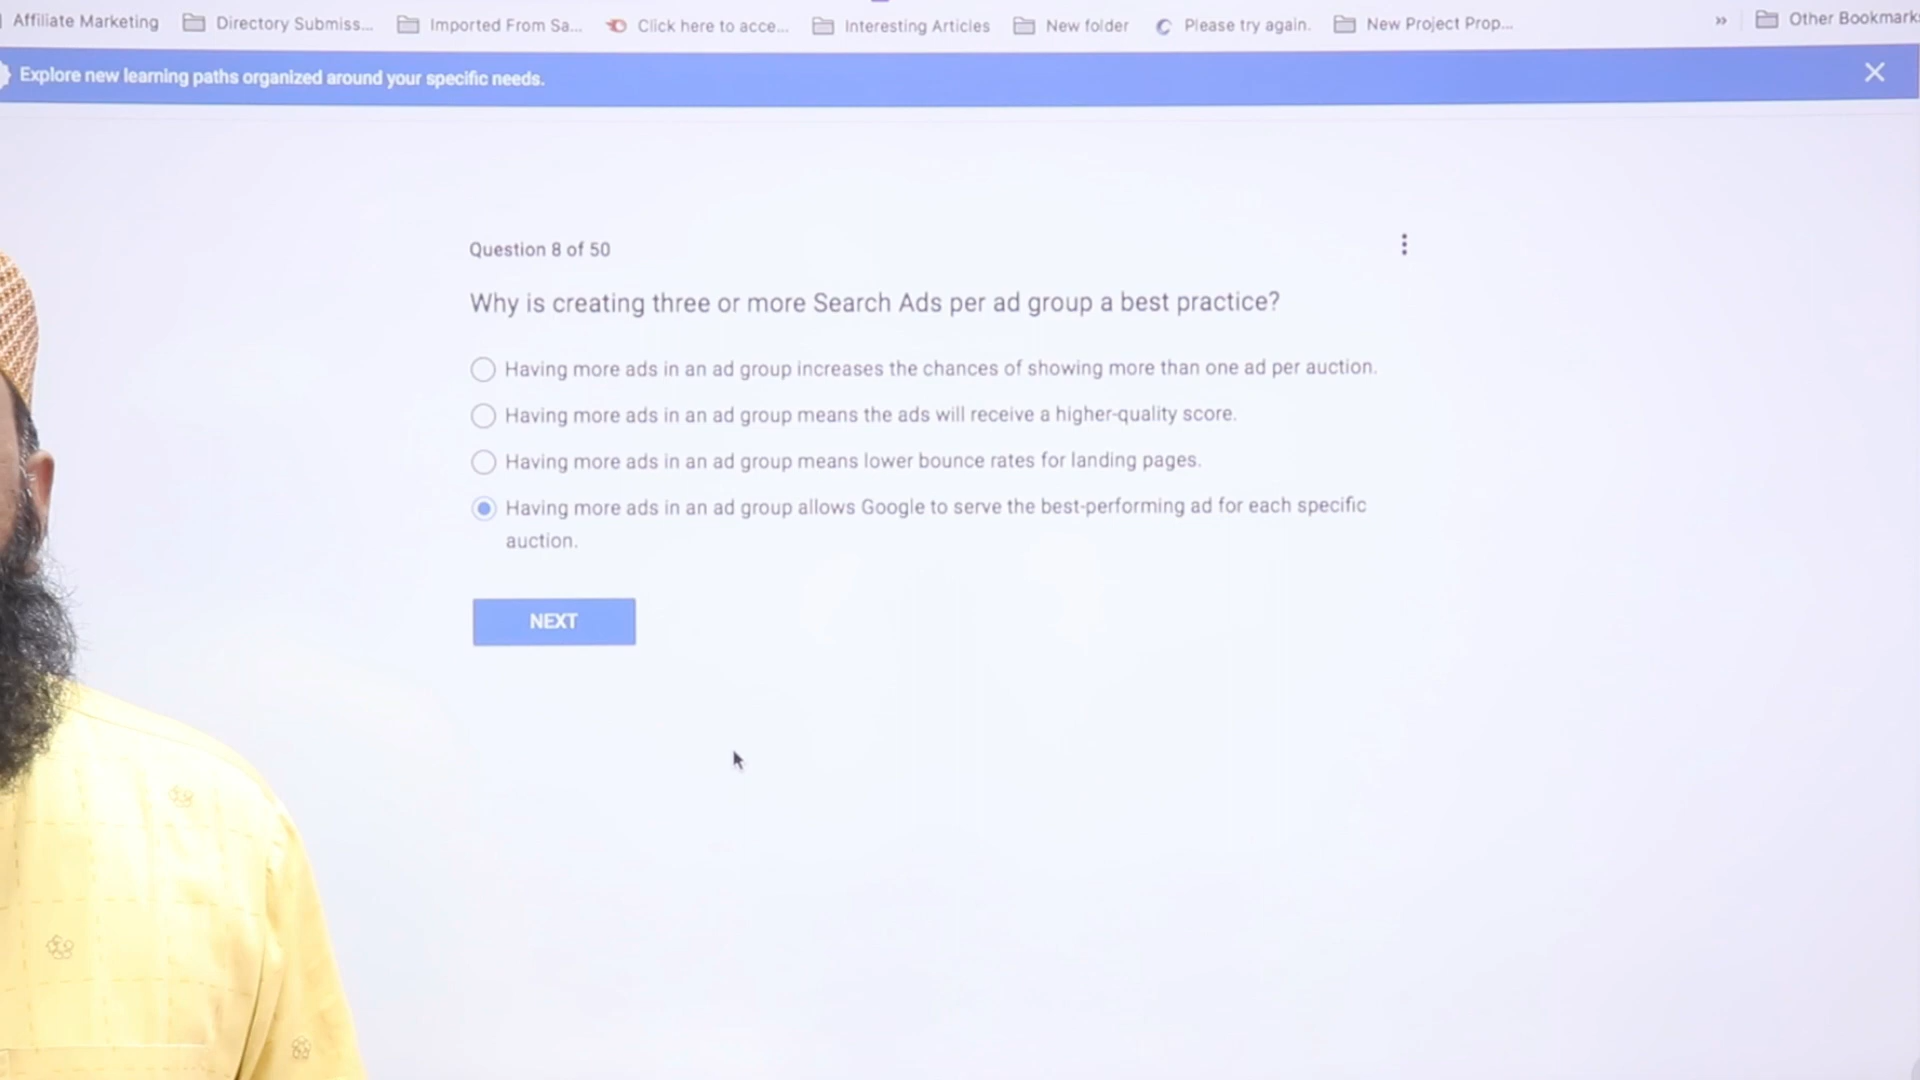 Affiliate Marketing Directory Submiss... Imported From Sa... Click here to acce... Interesting Articles New folder Please try again. New Project Prop... » Other Bookmarks
Explore new learning paths organized around your specific needs.
Question 8 of 50
Why is creating three or more Search Ads per ad group a best practice?
Having more ads in an ad group increases the chances of showing more than one ad per auction.
Having more ads in an ad group means the ads will receive a higher-quality score.
Having more ads in an ad group means lower bounce rates for landing pages.
Having more ads in an ad group allows Google to serve the best-performing ad for each specific
auction.
NEXT